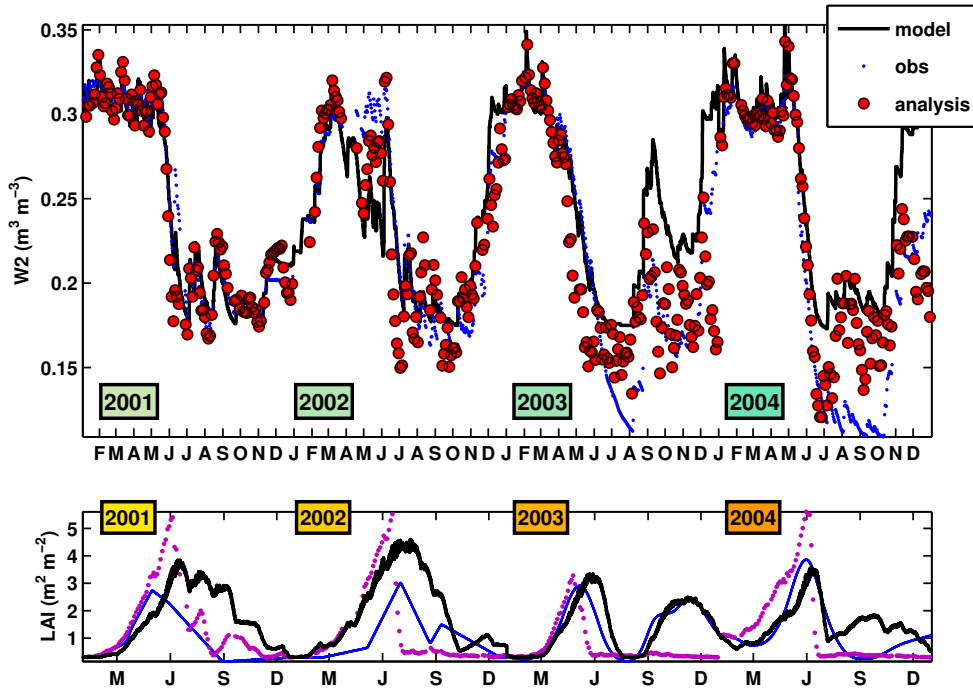 0.35
0.3
0.25
0.2
0.15
W2 (m³ m⁻³)
model
obs
analysis
2001 2002 2003 2004
F M A M J J A S O N D J F M A M J J A S O N D J F M A M J J A S O N D J F M A M J J A S O N D
2001 2002 2003 2004
5
4
3
2
1
LAI (m² m⁻²)
M J S D M J S D M J S D M J S D